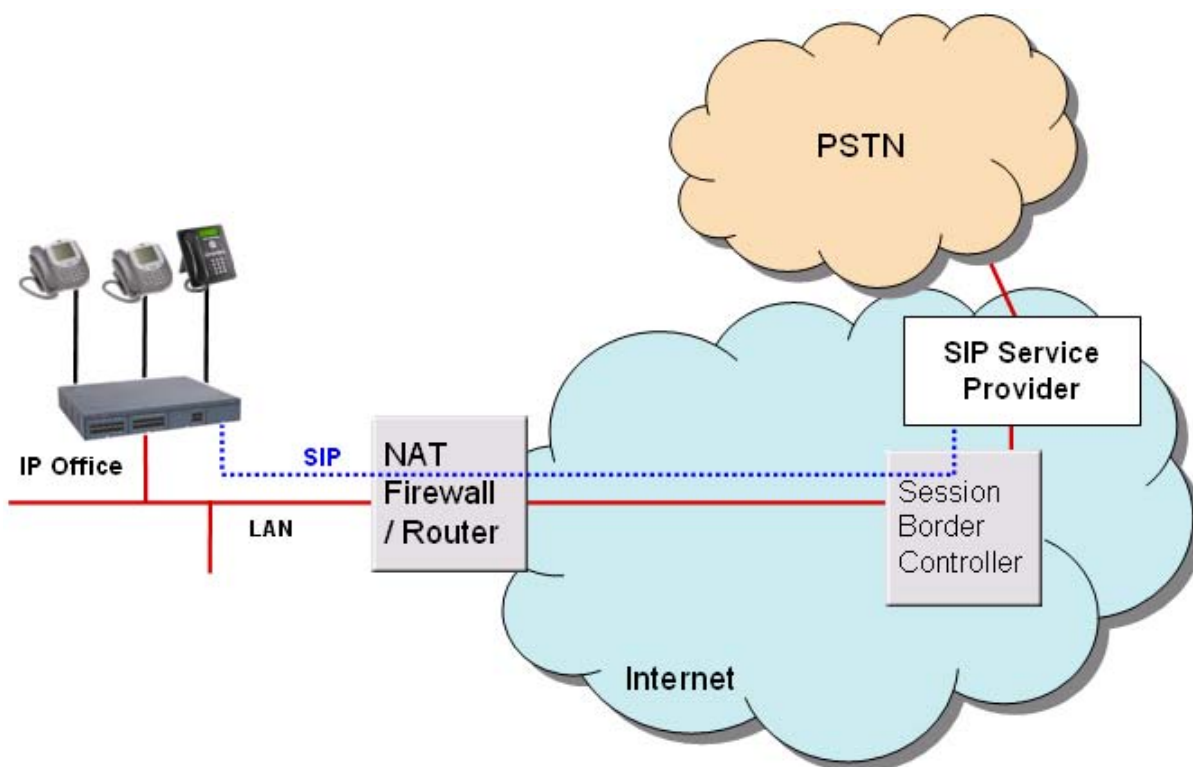 PSTN
SIP Service
Provider
IP Office
SIP
NAT
Firewall
/ Router
LAN
Session
Border
Controller
Internet